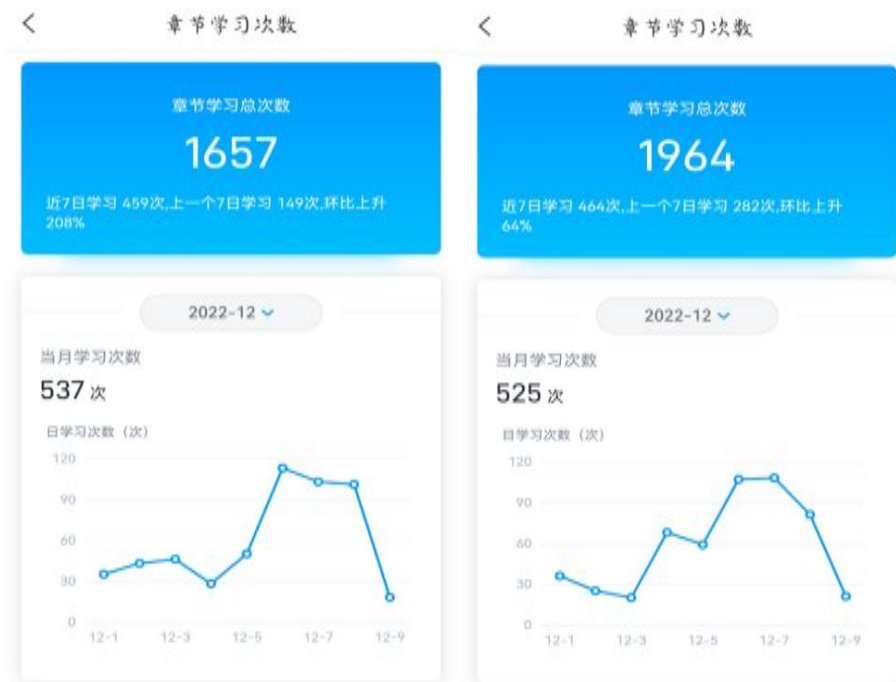 章节学习次数
章节学习总次数
1657
近7日学习 459次,上一个7日学习 149次,环比上升
208%
2022-12
当月学习次数
537 次
日学习次数（次）
120
90
60
30
0
12-1 12-3 12-5 12-7 12-9
章节学习次数
章节学习总次数
1964
近7日学习 464次,上一个7日学习 282次,环比上升
64%
2022-12
当月学习次数
525 次
日学习次数（次）
120
90
60
30
0
12-1 12-3 12-5 12-7 12-9